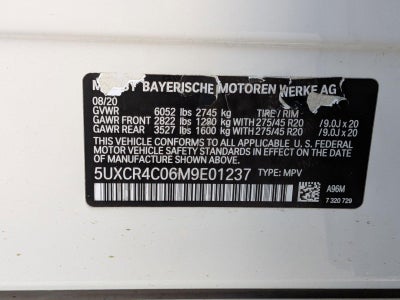 BAYERISCHE MOTOREN WERKE AG
08/20
GVWR 6052 lbs 2745 kg TIRE / RIM
GAWR FRONT 2822 lbs 1280 kg WITH 275/45 R20 / 9.0J x 20
GAWR REAR 3527 lbs 1600 kg WITH 275/45 R20 / 9.0J x 20
THIS VEHICLE CONFORMS TO ALL APPLICABLE U. S. FEDERAL
MOTOR VEHICLE SAFETY STANDARDS IN EFFECT
ON THE DATE OF MANUFACTURE SHOWN ABOVE.
5UXCR4C06M9E01237 TYPE: MPV
A96M
7 320 729